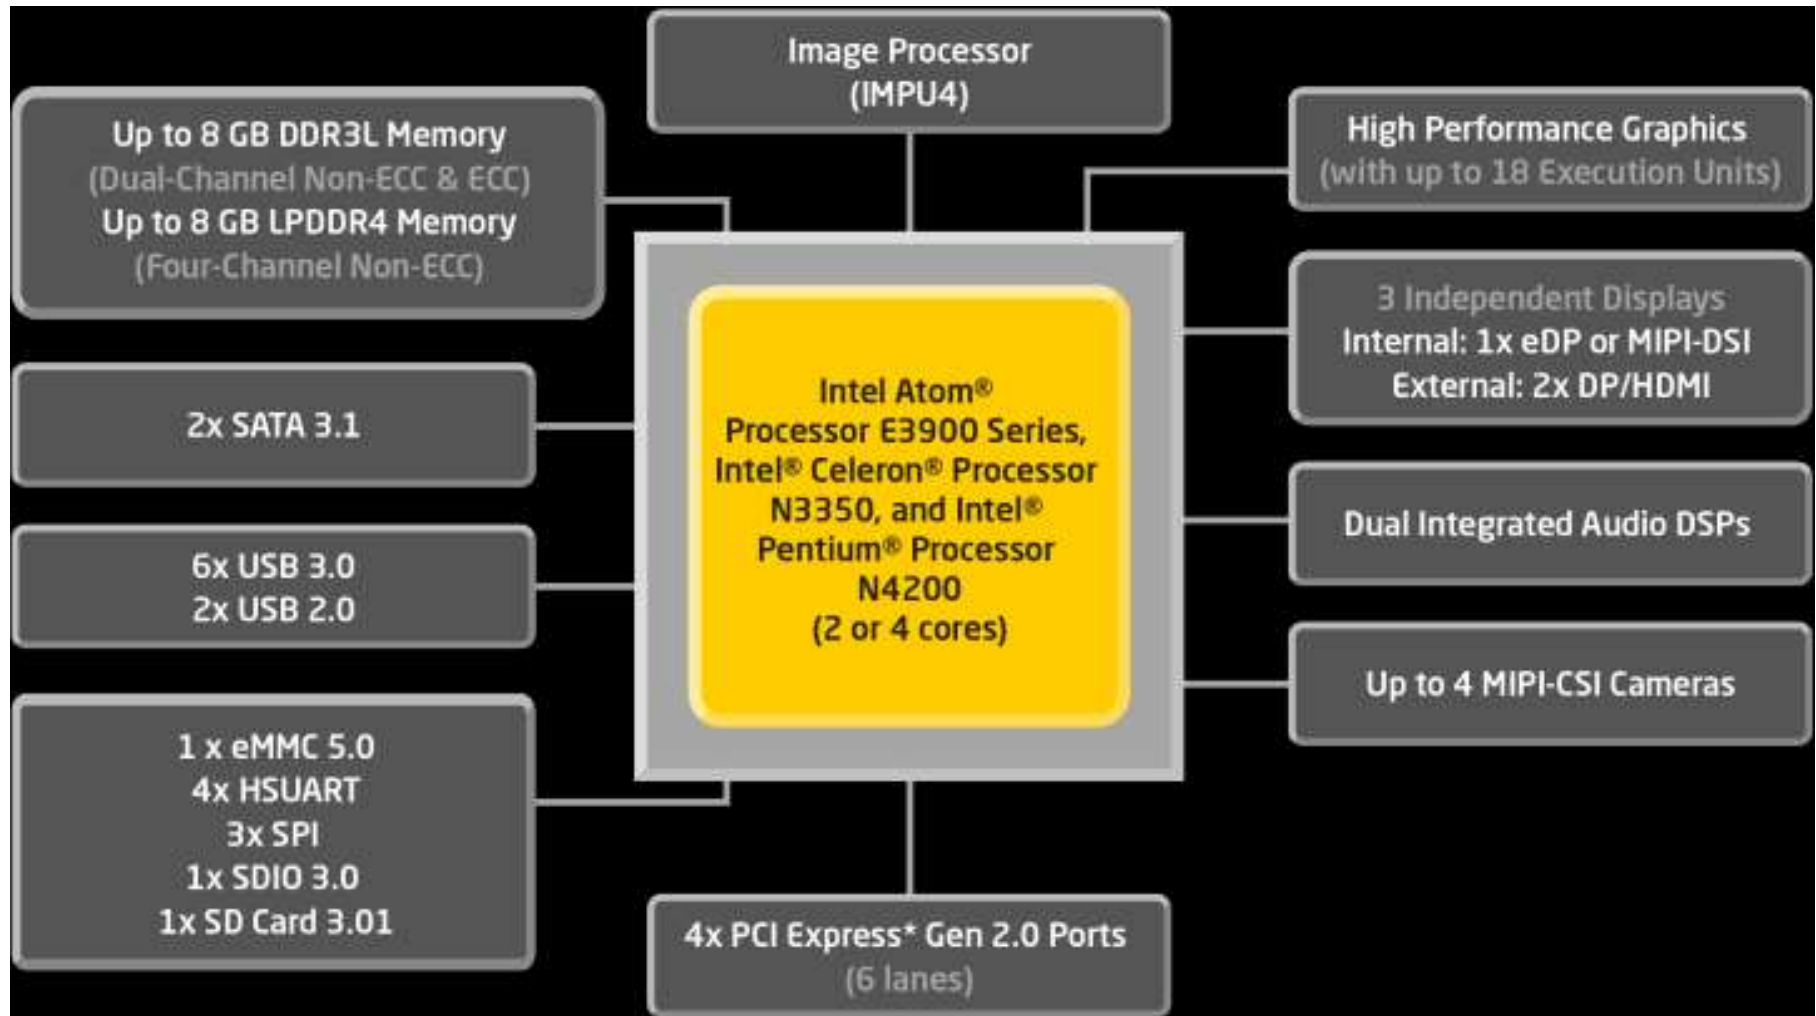 Image Processor
(IMPU4)
Up to 8 GB DDR3L Memory
(Dual-Channel Non-ECC & ECC)
Up to 8 GB LPDDR4 Memory
(Four-Channel Non-ECC)
High Performance Graphics
(with up to 18 Execution Units)
3 Independent Displays
Internal: 1x eDP or MIPI-DSI
External: 2x DP/HDMI
2x SATA 3.1
Intel Atom®
Processor E3900 Series,
Intel® Celeron® Processor
N3350, and Intel®
Pentium® Processor
N4200
(2 or 4 cores)
Dual Integrated Audio DSPs
6x USB 3.0
2x USB 2.0
Up to 4 MIPI-CSI Cameras
1 x eMMC 5.0
4x HSUART
3x SPI
1x SDIO 3.0
1x SD Card 3.01
4x PCI Express* Gen 2.0 Ports
(6 lanes)